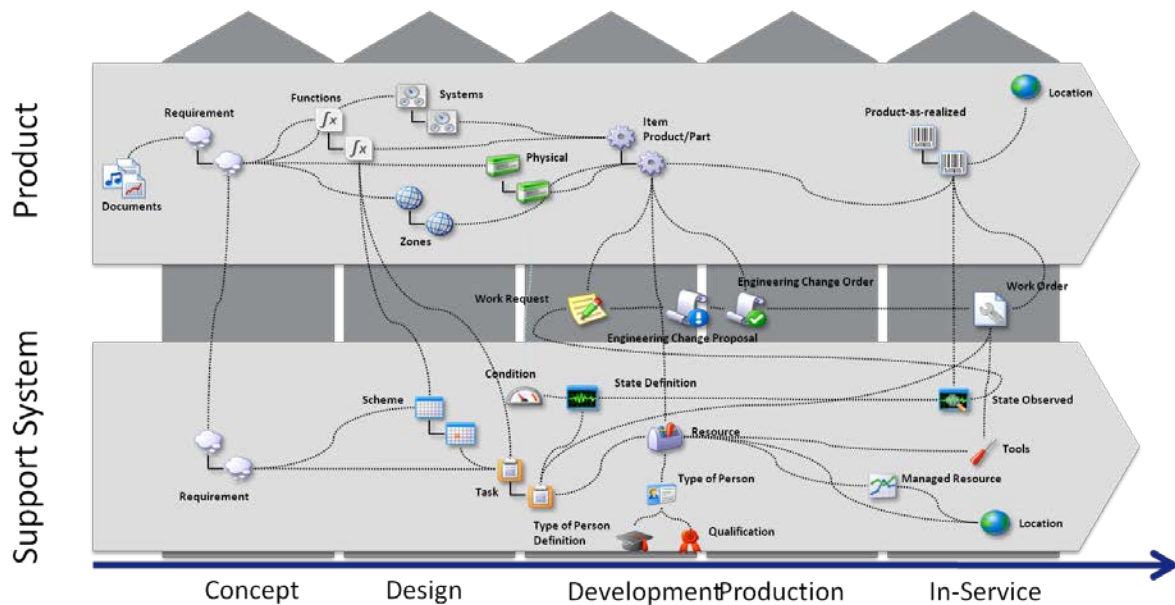 Product
Requirement
Functions
Systems
Item
Product/Part
Product-as-realized
Location
Physical
Documents
Zones
Work Request
Engineering Change Order
Work Order
Engineering Change Proposal
Support System
Condition
State Definition
Scheme
State Observed
Resource
Tools
Requirement
Task
Type of Person
Managed Resource
Type of Person
Definition
Qualification
Location
Concept
Design
Development
Production
In-Service